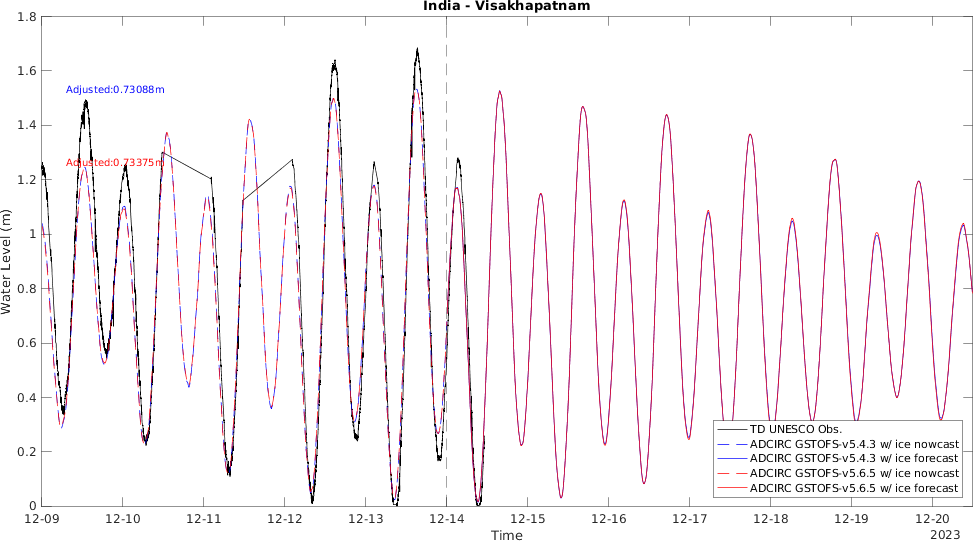 India - Visakhapatnam
1.8
1.6
1.4
1.2
1
0.8
0.6
0.4
0.2
0
Water Level (m)
Adjusted:0.73088m
Adjusted:0.73375m
TD UNESCO Obs.
ADCIRC GSTOFS-v5.4.3 w/ ice nowcast
ADCIRC GSTOFS-v5.4.3 w/ ice forecast
ADCIRC GSTOFS-v5.6.5 w/ ice nowcast
ADCIRC GSTOFS-v5.6.5 w/ ice forecast
12-09 12-10 12-11 12-12 12-13 12-14 12-15 12-16 12-17 12-18 12-19 12-20
Time
2023